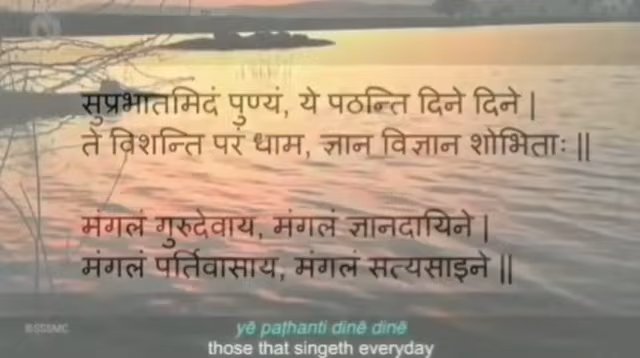 सुप्रभातमिदं पुण्यं, ये पठन्ति दिने दिने |
ते विशन्ति परं धाम, ज्ञान विज्ञान शोभिताः ||
मंगलं गुरुदेवाय, मंगलं ज्ञानदायिने |
मंगलं पर्तिवासाय, मंगलं सत्यसाइने ||
©SSSMC
yē paṭhanti dinē dinē
those that singeth everyday